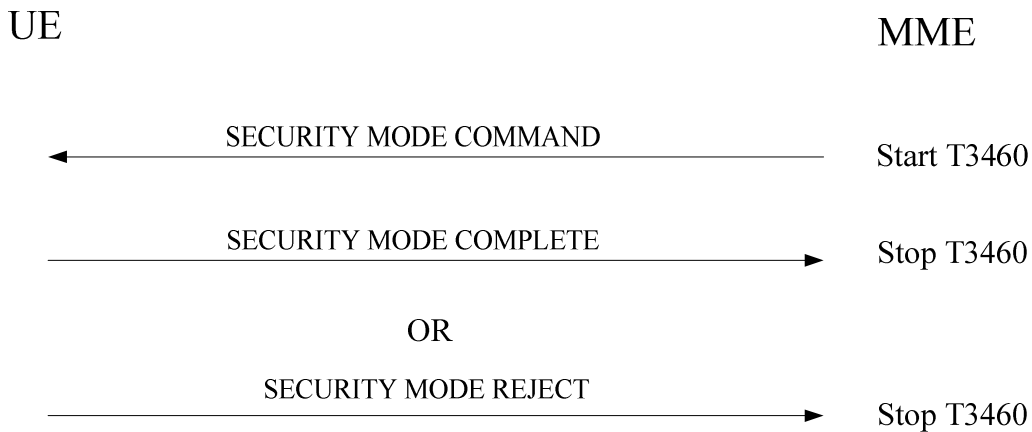 UE
MME
SECURITY MODE COMMAND
Start T3460
SECURITY MODE COMPLETE
Stop T3460
OR
SECURITY MODE REJECT
Stop T3460